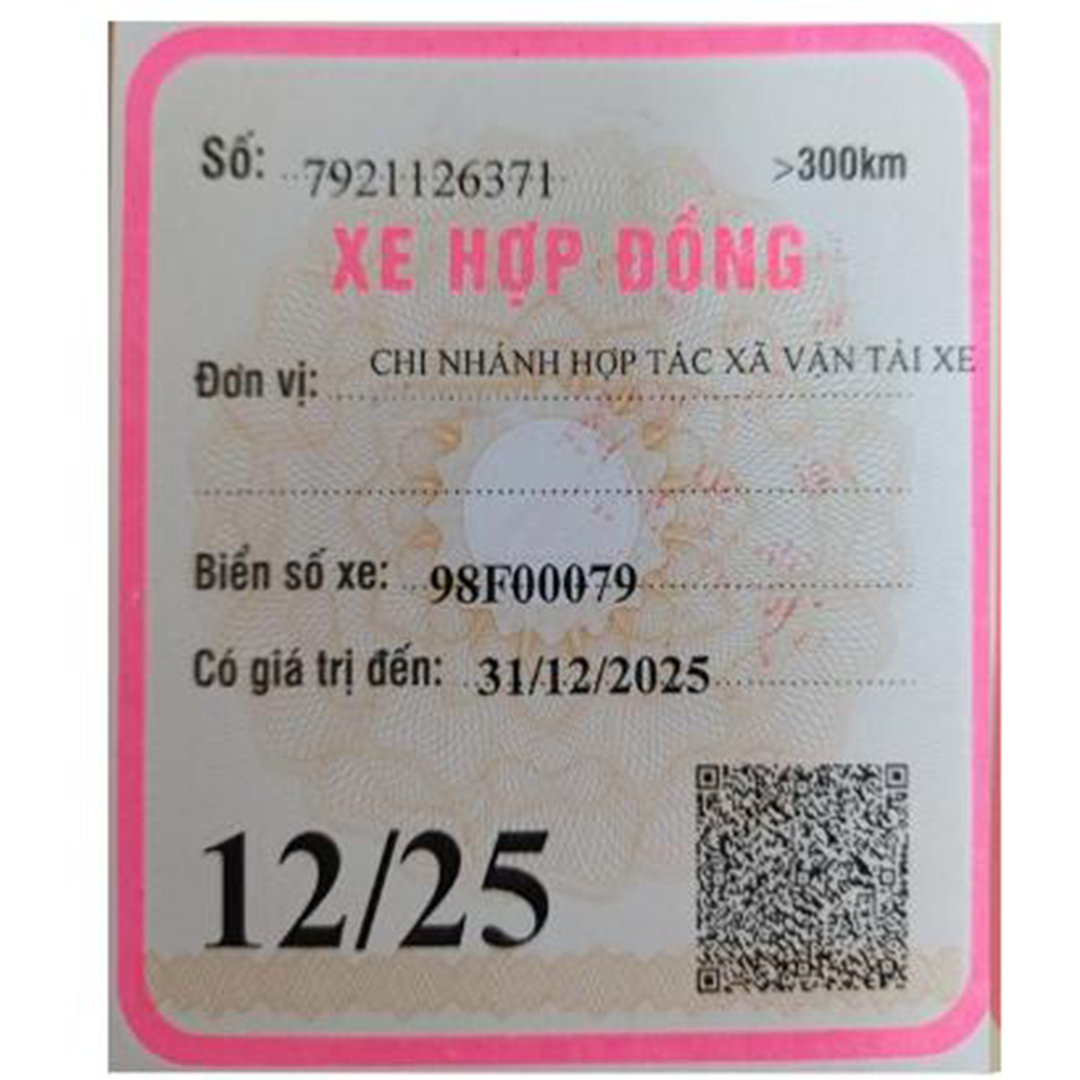 Số: 7921126371 >300km
XE HỢP ĐỒNG
Đơn vị: CHI NHÁNH HỢP TÁC XÃ VẬN TẢI XE
Biển số xe: 98F00079
Có giá trị đến: 31/12/2025
12/25